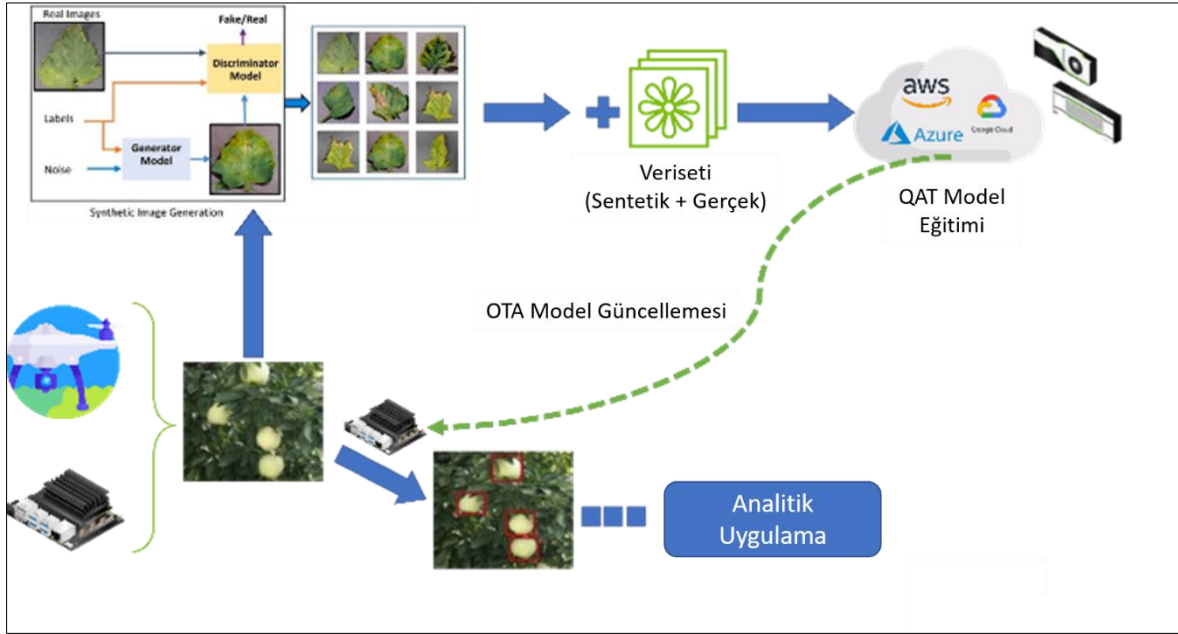 Real Images
Fake/Real
Discriminator
Model
Labels
Generator
Model
Noise
Synthetic Image Generation
Veriseti
(Sentetik + Gerçek)
aws
Azure
Google Cloud
QAT Model
Eğitimi
OTA Model Güncellemesi
Analitik
Uygulama